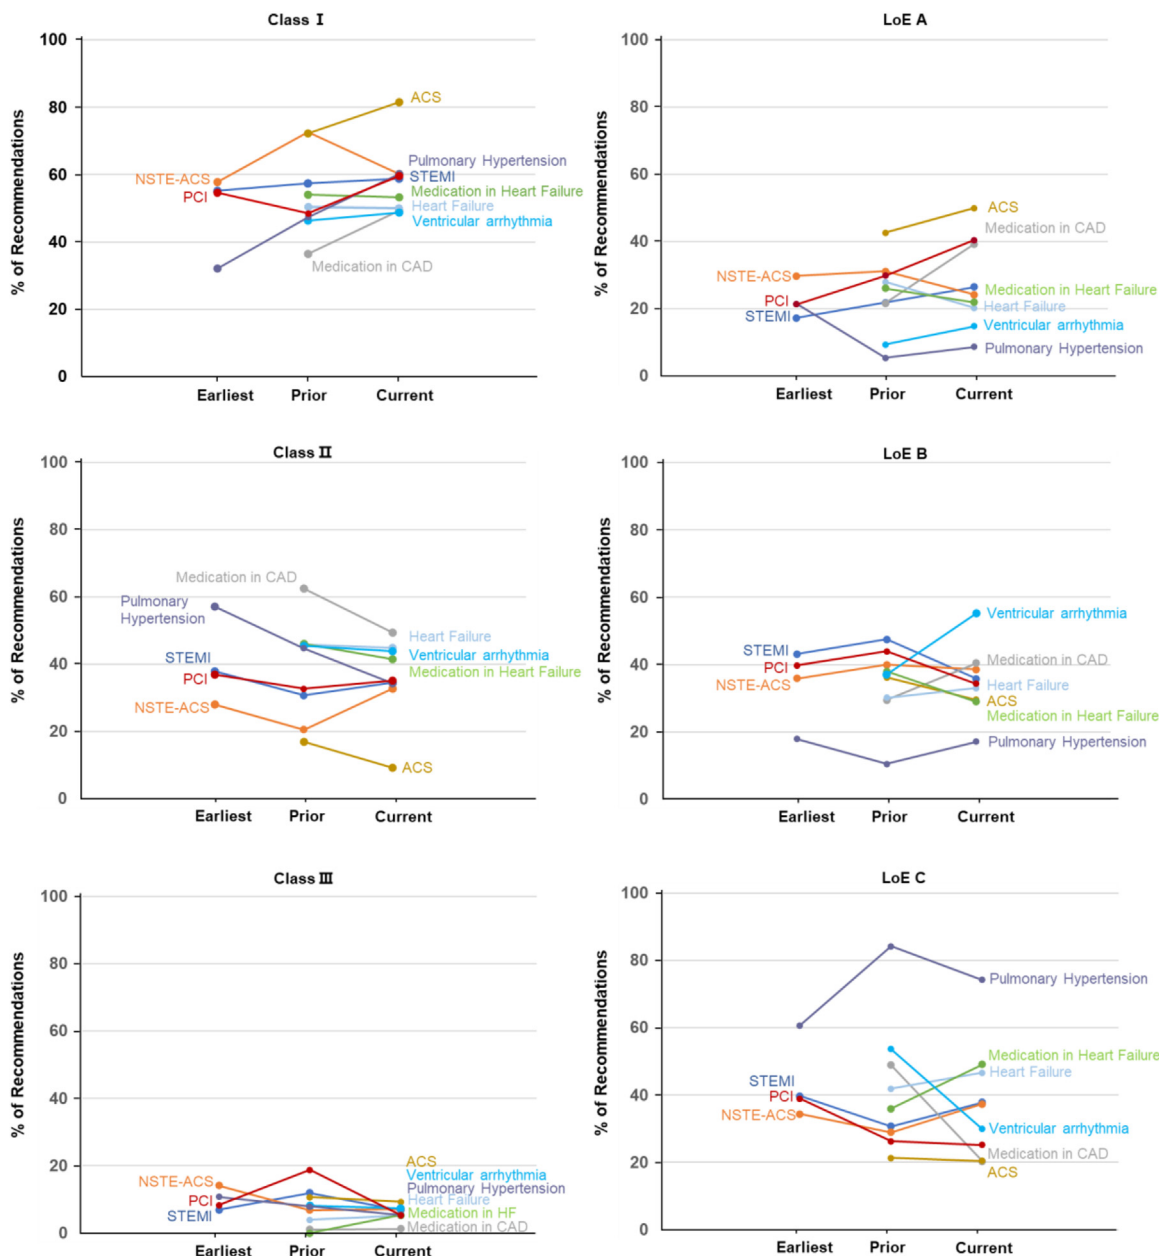 Class I
% of Recommendations
100
80
60
40
20
0
ACS
NSTE-ACS
PCI
Pulmonary Hypertension
STEMI
Medication in Heart Failure
Heart Failure
Ventricular arrhythmia
Medication in CAD
Earliest Prior Current
LoE A
% of Recommendations
100
80
60
40
20
0
ACS
Medication in CAD
NSTE-ACS
PCI
STEMI
Medication in Heart Failure
Heart Failure
Ventricular arrhythmia
Pulmonary Hypertension
Earliest Prior Current
Class II
% of Recommendations
100
80
60
40
20
0
Medication in CAD
Pulmonary
Hypertension
STEMI
PCI
NSTE-ACS
Heart Failure
Ventricular arrhythmia
Medication in Heart Failure
ACS
Earliest Prior Current
LoE B
% of Recommendations
100
80
60
40
20
0
Ventricular arrhythmia
STEMI
PCI
NSTE-ACS
Medication in CAD
Heart Failure
ACS
Medication in Heart Failure
Pulmonary Hypertension
Earliest Prior Current
Class III
% of Recommendations
100
80
60
40
20
0
NSTE-ACS
PCI
STEMI
ACS
Ventricular arrhythmia
Pulmonary Hypertension
Heart Failure
Medication in HF
Medication in CAD
Earliest Prior Current
LoE C
% of Recommendations
100
80
60
40
20
0
Pulmonary Hypertension
STEMI
PCI
NSTE-ACS
Medication in Heart Failure
Heart Failure
Ventricular arrhythmia
Medication in CAD
ACS
Earliest Prior Current